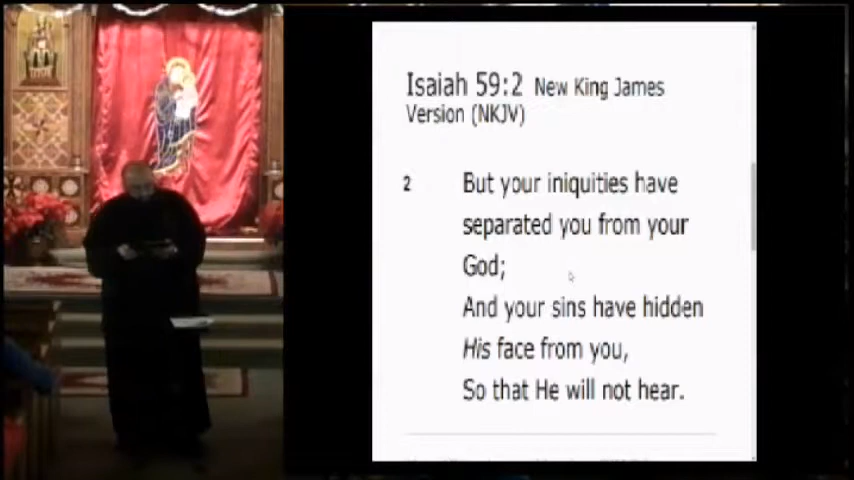 Isaiah 59:2 New King James
Version (NKJV)
2 But your iniquities have
separated you from your
God;
And your sins have hidden
His face from you,
So that He will not hear.